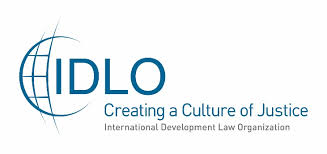 IDLO
Creating a Culture of Justice
International Development Law Organization